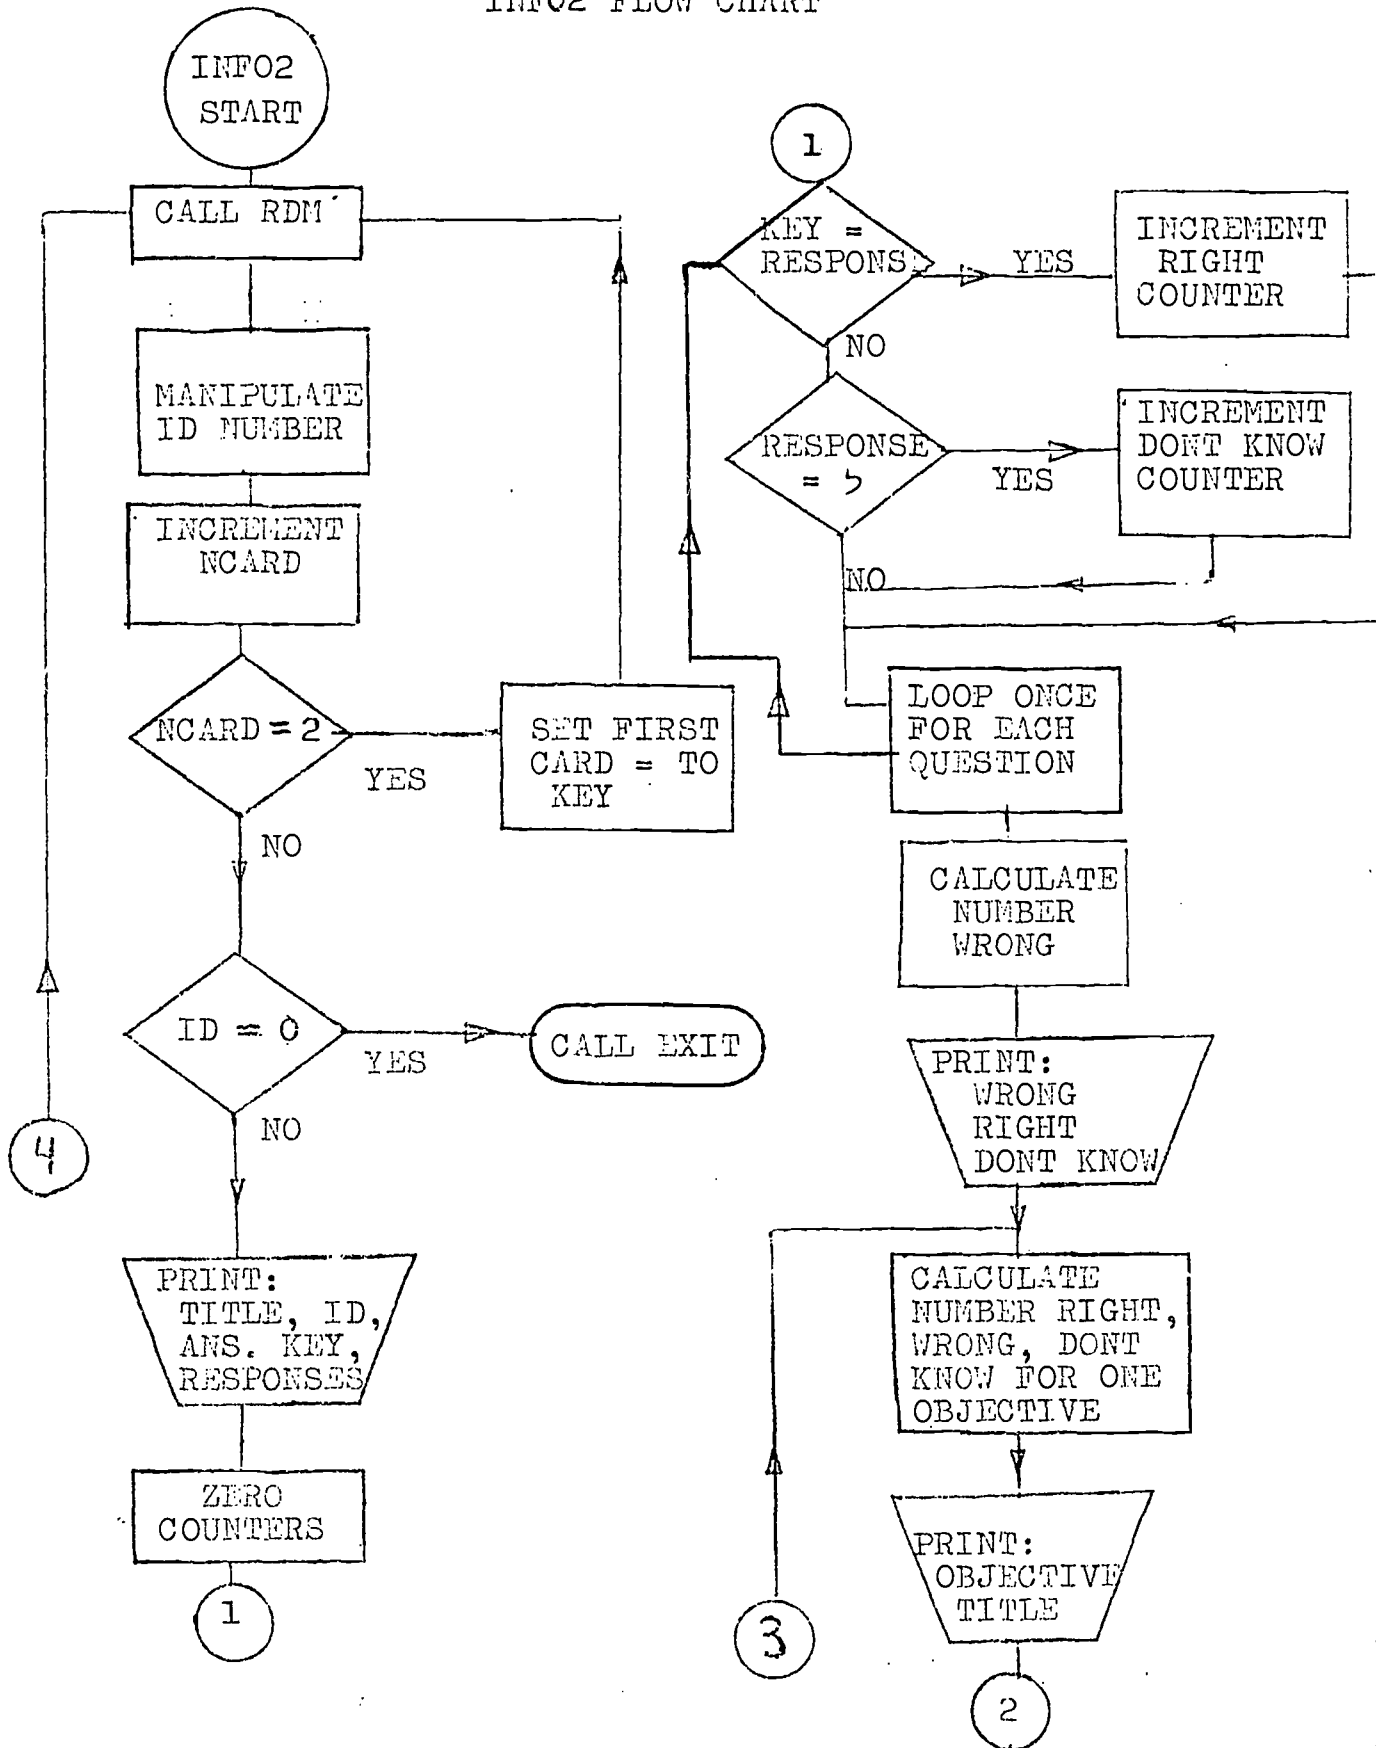 INFO2 FLOW CHART
INFO2
START
CALL RDM
MANIPULATE
ID NUMBER
INCREMENT
NCARD
NCARD = 2
YES
SET FIRST
CARD = TO
KEY
NO
ID = 0
YES
CALL EXIT
NO
4
PRINT:
TITLE, ID,
ANS. KEY,
RESPONSES
ZERO
COUNTERS
1
1
KEY =
RESPONS
YES
INCREMENT
RIGHT
COUNTER
NO
RESPONSE
= 5
YES
INCREMENT
DONT KNOW
COUNTER
NO
LOOP ONCE
FOR EACH
QUESTION
CALCULATE
NUMBER
WRONG
PRINT:
WRONG
RIGHT
DONT KNOW
CALCULATE
NUMBER RIGHT,
WRONG, DONT
KNOW FOR ONE
OBJECTIVE
PRINT:
OBJECTIVE
TITLE
3
2